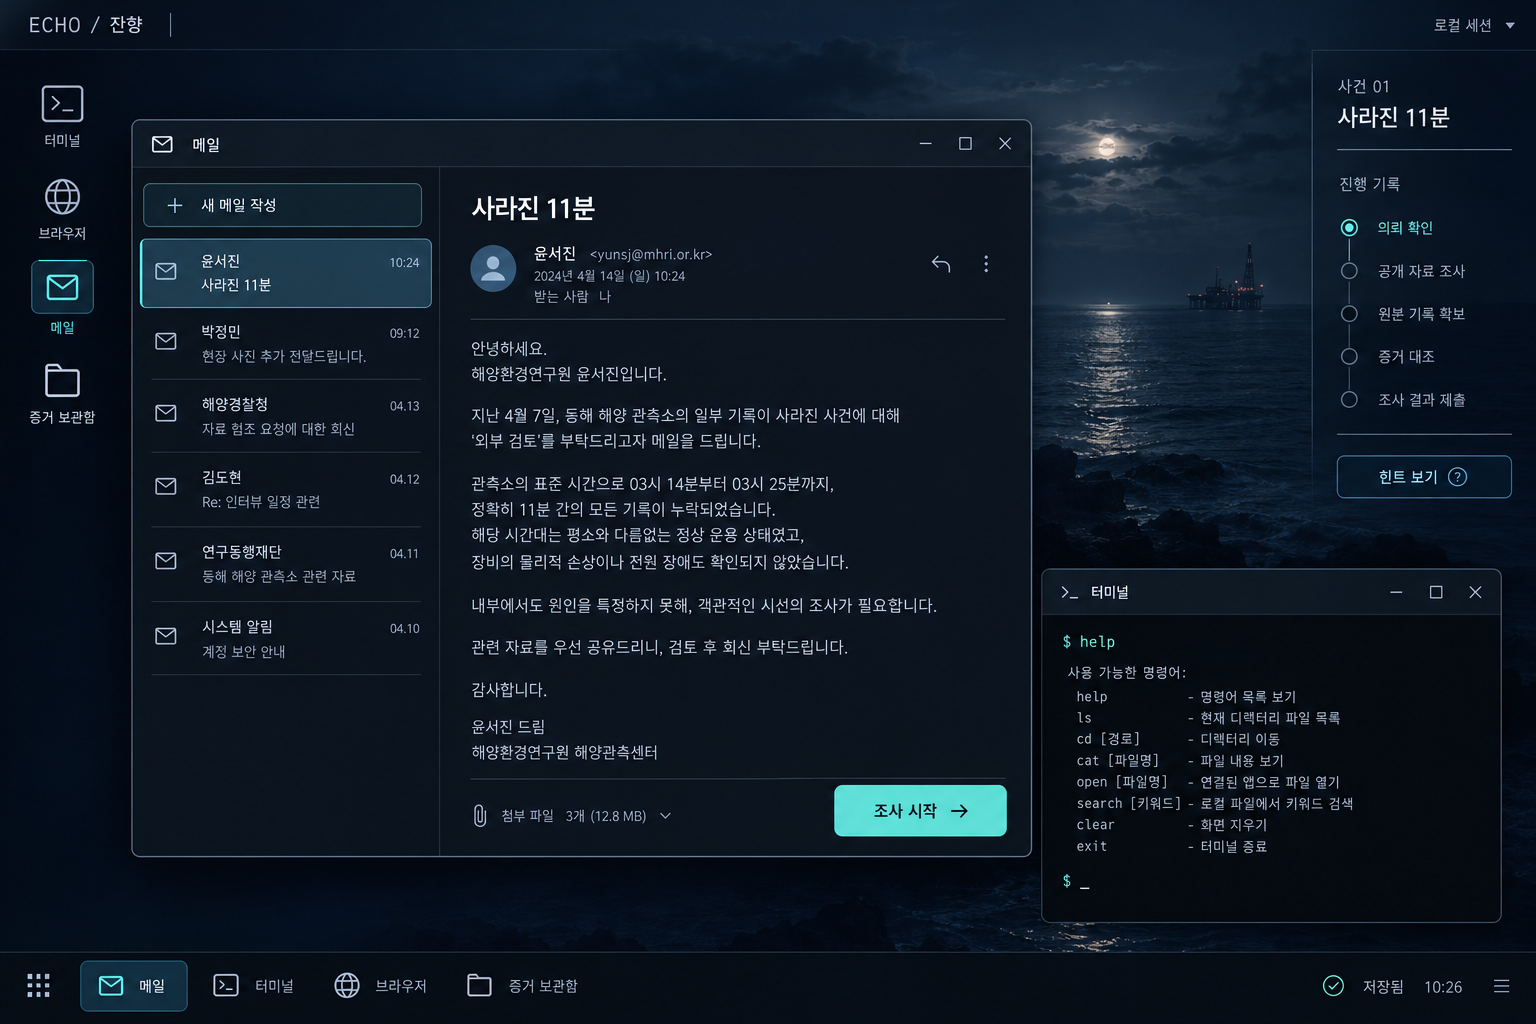 ECHO / 잔향
로컬 세션
터미널
브라우저
메일
증거 보관함
메일
새 메일 작성
윤서진 10:24
사라진 11분
박정민 09:12
현장 사진 추가 전달드립니다.
해양경찰청 04.13
자료 협조 요청에 대한 회신
김도현 04.12
Re: 인터뷰 일정 관련
연구동행재단 04.11
동해 해양 관측소 관련 자료
시스템 알림 04.10
계정 보안 안내
사라진 11분
윤서진 <yunsj@mhri.or.kr>
2024년 4월 14일 (일) 10:24
받는 사람 나
안녕하세요.
해양환경연구원 윤서진입니다.
지난 4월 7일, 동해 해양 관측소의 일부 기록이 사라진 사건에 대해
‘외부 검토’를 부탁드리고자 메일을 드립니다.
관측소의 표준 시간으로 03시 14분부터 03시 25분까지,
정확히 11분 간의 모든 기록이 누락되었습니다.
해당 시간대는 평소와 다름없는 정상 운용 상태였고,
장비의 물리적 손상이나 전원 장애도 확인되지 않았습니다.
내부에서도 원인을 특정하지 못해, 객관적인 시선의 조사가 필요합니다.
관련 자료를 우선 공유드리니, 검토 후 회신 부탁드립니다.
감사합니다.
윤서진 드림
해양환경연구원 해양관측센터
첨부 파일 3개 (12.8 MB)
조사 시작 →
사건 01
사라진 11분
진행 기록
의뢰 확인
공개 자료 조사
원분 기록 확보
증거 대조
조사 결과 제출
힌트 보기 ?
>_ 터미널
$ help
사용 가능한 명령어:
help - 명령어 목록 보기
ls - 현재 디랙터리 파일 목록
cd [경로] - 디랙터리 이동
cat [파일명] - 파일 내용 보기
open [파일명] - 연결된 앱으로 파일 열기
search [키워드] - 로컬 파일에서 키워드 검색
clear - 화면 지우기
exit - 터미널 종료
$ _
메일
터미널
브라우저
증거 보관함
저장됨 10:26